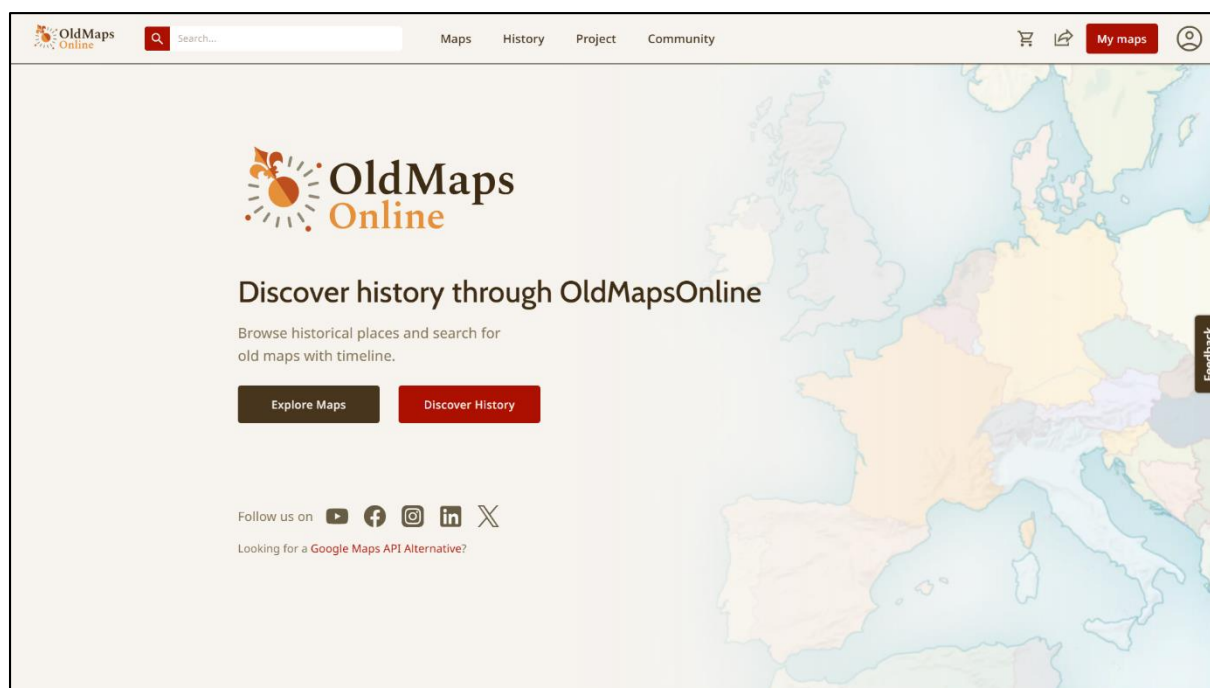 OldMaps
Online
Search...
Maps
History
Project
Community
My maps
OldMaps
Online
Discover history through OldMapsOnline
Browse historical places and search for
old maps with timeline.
Explore Maps
Discover History
Feedback
Follow us on
Looking for a Google Maps API Alternative?